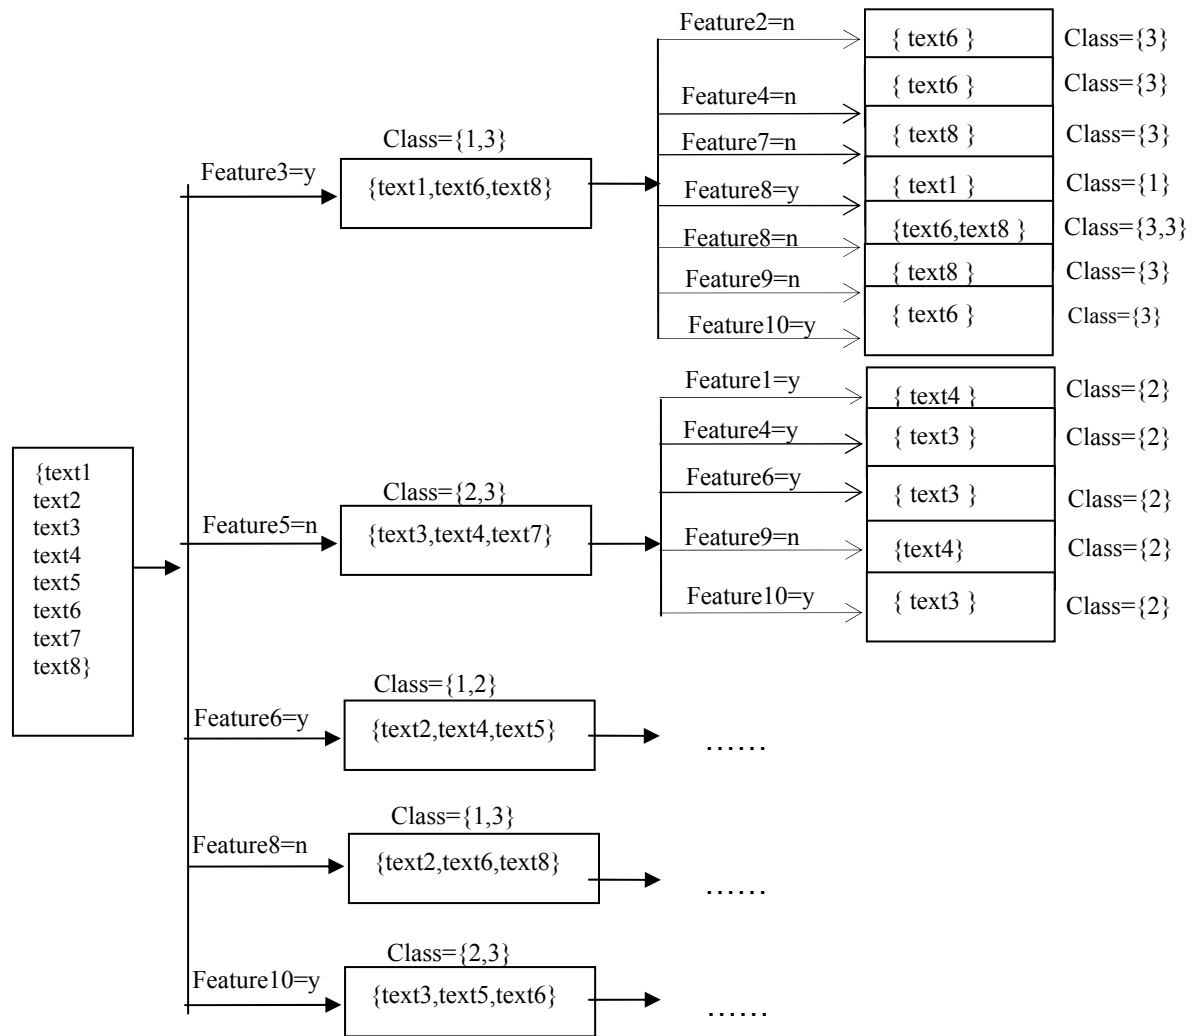 Feature2=n
{ text6 }
Class={3}
Feature4=n
{ text6 }
Class={3}
Feature7=n
{ text8 }
Class={3}
Feature8=y
{ text1 }
Class={1}
Feature8=n
{text6,text8 }
Class={3,3}
Feature9=n
{ text8 }
Class={3}
Feature10=y
{ text6 }
Class={3}
Class={1,3}
Feature3=y
{text1,text6,text8}
Feature1=y
{ text4 }
Class={2}
Feature4=y
{ text3 }
Class={2}
Feature6=y
{ text3 }
Class={2}
Feature9=n
{text4}
Class={2}
Feature10=y
{ text3 }
Class={2}
{text1
text2
text3
text4
text5
text6
text7
text8}
Class={2,3}
Feature5=n
{text3,text4,text7}
Class={1,2}
Feature6=y
{text2,text4,text5}
......
Class={1,3}
Feature8=n
{text2,text6,text8}
......
Class={2,3}
Feature10=y
{text3,text5,text6}
......